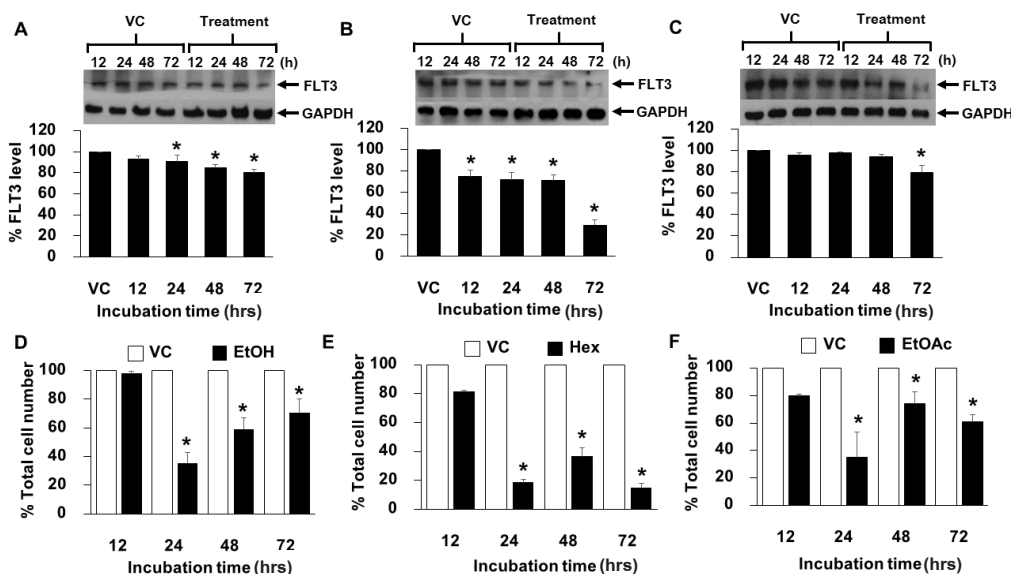 A
VC
Treatment
12 24 48 72 12 24 48 72 (h)
FLT3
GAPDH
% FLT3 level
120
100
80
60
40
20
0
*
*
*
VC 12 24 48 72
Incubation time (hrs)
B
VC
Treatment
12 24 48 72 12 24 48 72 (h)
FLT3
GAPDH
% FLT3 level
120
100
80
60
40
20
0
*
*
*
*
VC 12 24 48 72
Incubation time (hrs)
C
VC
Treatment
12 24 48 72 12 24 48 72 (h)
FLT3
GAPDH
% FLT3 level
120
100
80
60
40
20
0
*
VC 12 24 48 72
Incubation time (hrs)
D
VC EtOH
% Total cell number
100
80
60
40
20
0
*
*
*
12 24 48 72
Incubation time (hrs)
E
VC Hex
% Total cell number
100
80
60
40
20
0
*
*
*
12 24 48 72
Incubation time (hrs)
F
VC EtOAc
% Total cell number
100
80
60
40
20
0
*
*
*
12 24 48 72
Incubation time (hrs)